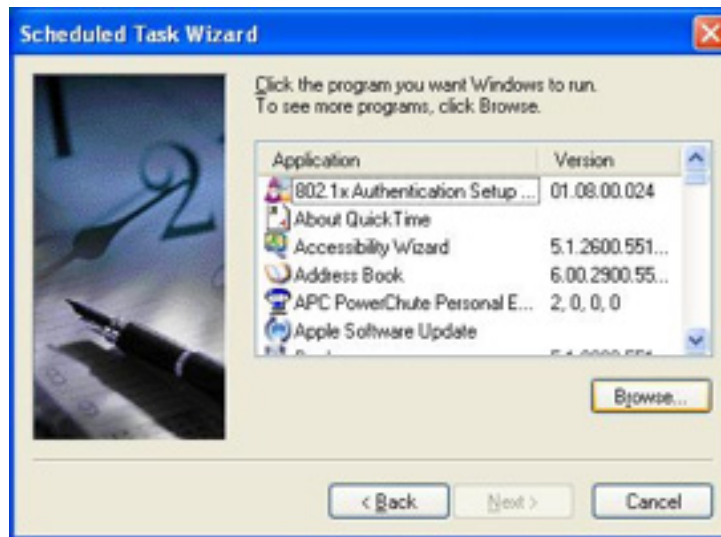 Scheduled Task Wizard
Click the program you want Windows to run.
To see more programs, click Browse.
Application Version
802.1x Authentication Setup ... 01.08.00.024
About QuickTime
Accessibility Wizard 5.1.2600.551...
Address Book 6.00.2900.55...
APC PowerChute Personal E... 2, 0, 0, 0
Apple Software Update
Browse...
< Back Next > Cancel